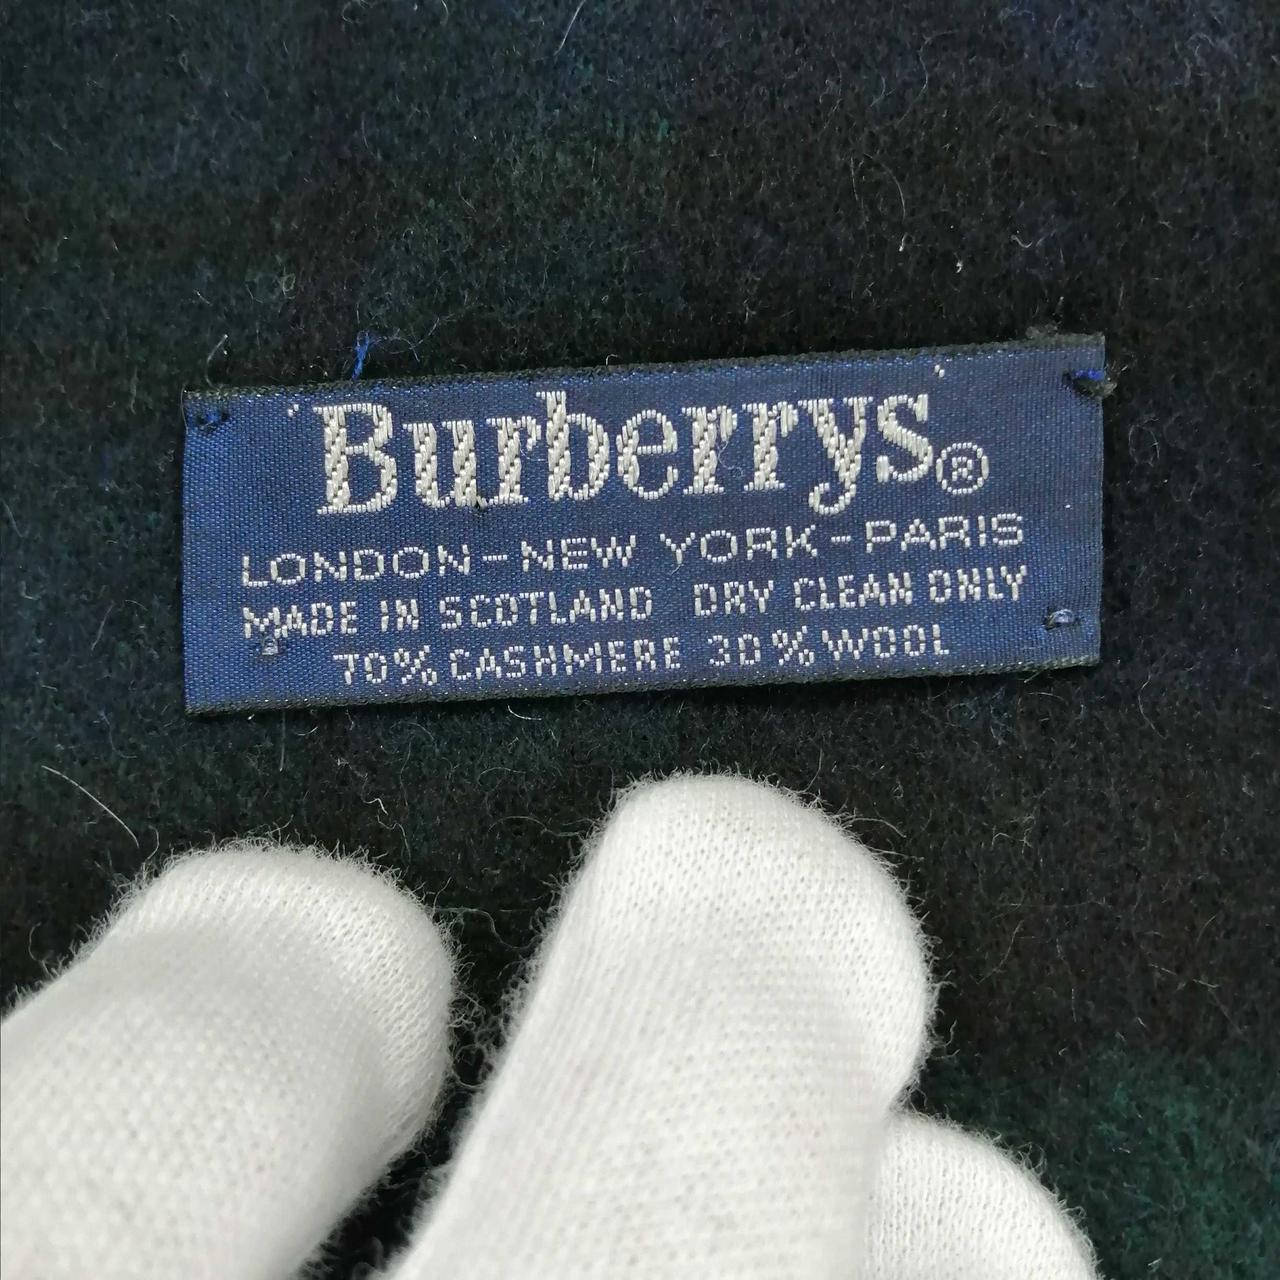 'Burberrys'®
LONDON-NEW YORK-PARIS
MADE IN SCOTLAND DRY CLEAN ONLY
70% CASHMERE 30% WOOL